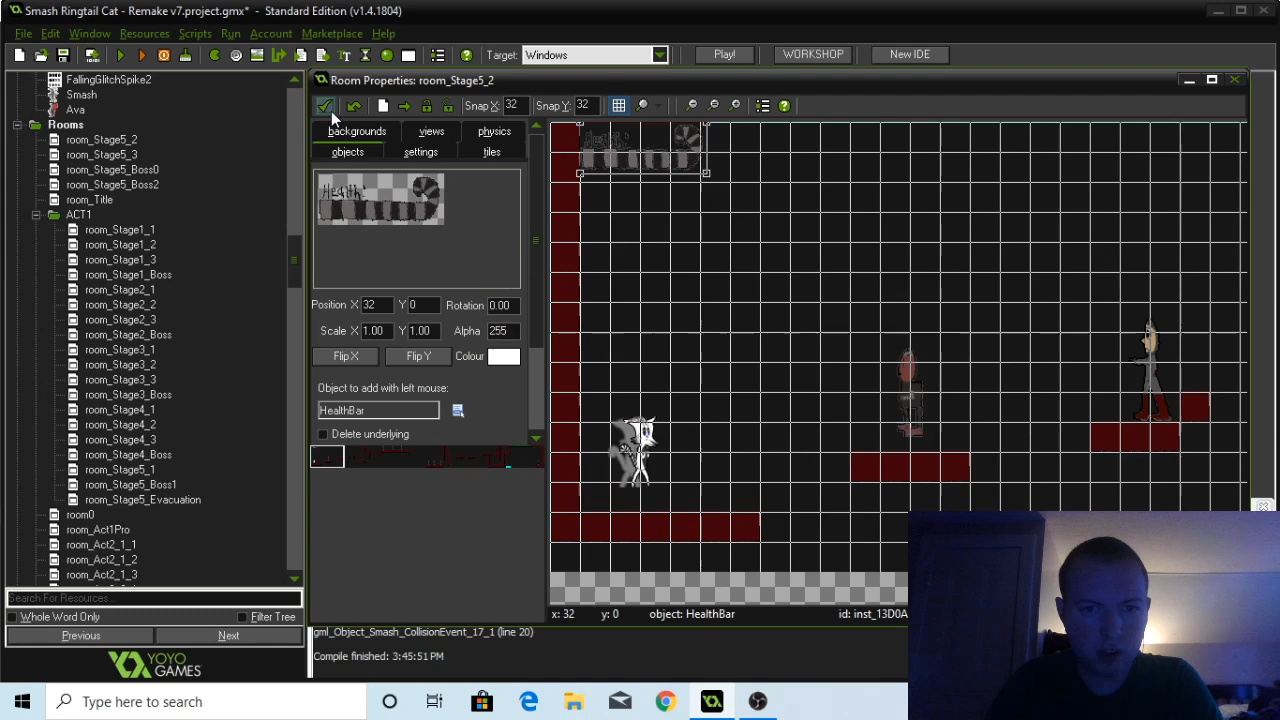 Smash Ringtail Cat - Remake v7.project.gmx* - Standard Edition (v1.4.1804)
File Edit Window Resources Scripts Run Account Marketplace Help
Target: Windows Play! WORKSHOP New IDE
FallingGlitchSpike2
Smash
Ava
Rooms
room_Stage5_2
room_Stage5_3
room_Stage5_Boss0
room_Stage5_Boss2
room_Title
ACT1
room_Stage1_1
room_Stage1_2
room_Stage1_3
room_Stage1_Boss
room_Stage2_1
room_Stage2_2
room_Stage2_3
room_Stage2_Boss
room_Stage3_1
room_Stage3_2
room_Stage3_3
room_Stage3_Boss
room_Stage4_1
room_Stage4_2
room_Stage4_3
room_Stage4_Boss
room_Stage5_1
room_Stage5_Boss1
room_Stage5_Evacuation
room0
room_Act1Pro
room_Act2_1_1
room_Act2_1_2
room_Act2_1_3
Search For Resources...
Whole Word Only Filter Tree
Previous Next
YOYO
GAMES
Room Properties: room_Stage5_2
Snap X: 32 Snap Y: 32
backgrounds views physics
objects settings tiles
Health:
Position X 32 Y 0 Rotation 0.00
Scale X 1.00 Y 1.00 Alpha 255
Flip X Flip Y Colour
Object to add with left mouse:
HealthBar
Delete underlying
Health:
x: 32 y: 0 object: HealthBar id: inst_13D0A
gml_Object_Smash_CollisionEvent_17_1 (line 20)
Compile finished: 3:45:51 PM
Type here to search